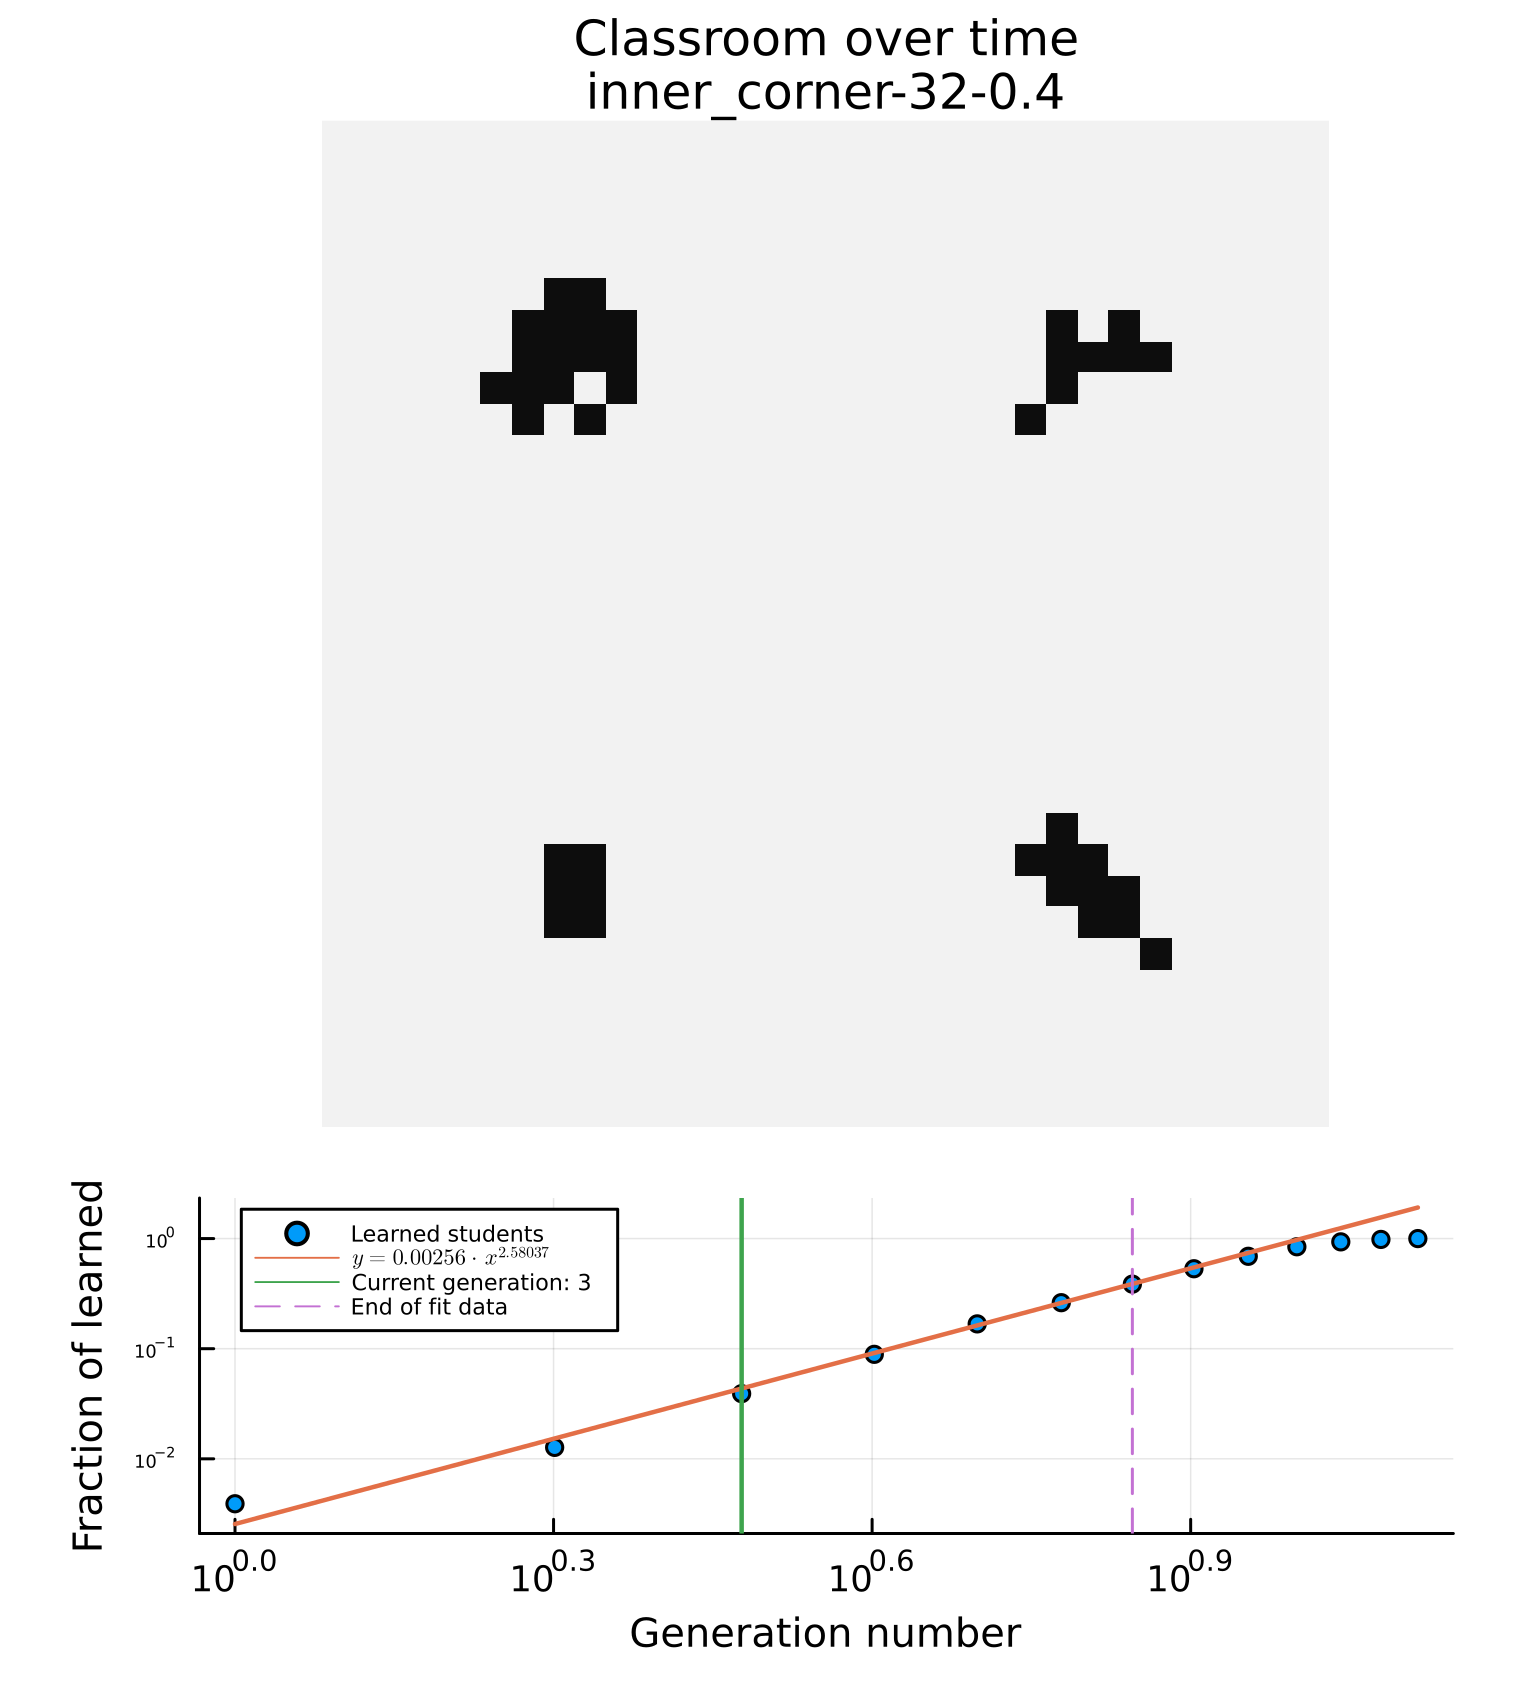 Classroom over time
inner_corner-32-0.4
Fraction of learned
10^0
10^−1
10^−2
Learned students
y = 0.00256 · x^2.58037
Current generation: 3
End of fit data
10^0.0 10^0.3 10^0.6 10^0.9
Generation number